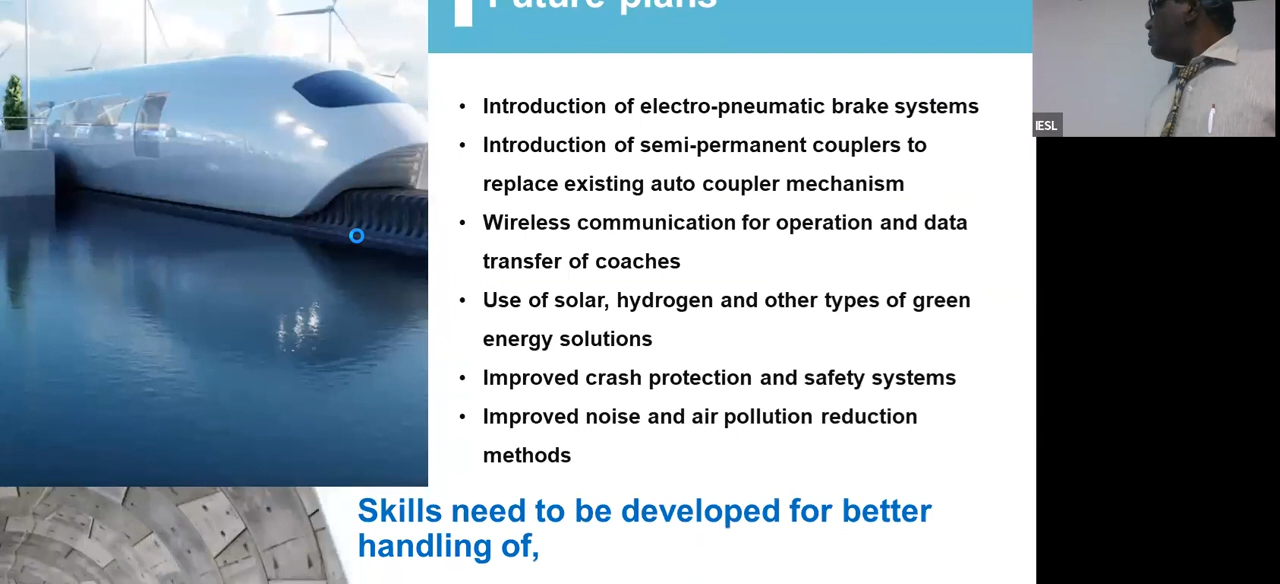 Future plans
• Introduction of electro-pneumatic brake systems
• Introduction of semi-permanent couplers to
replace existing auto coupler mechanism
• Wireless communication for operation and data
transfer of coaches
• Use of solar, hydrogen and other types of green
energy solutions
• Improved crash protection and safety systems
• Improved noise and air pollution reduction
methods
Skills need to be developed for better
handling of,
IESL